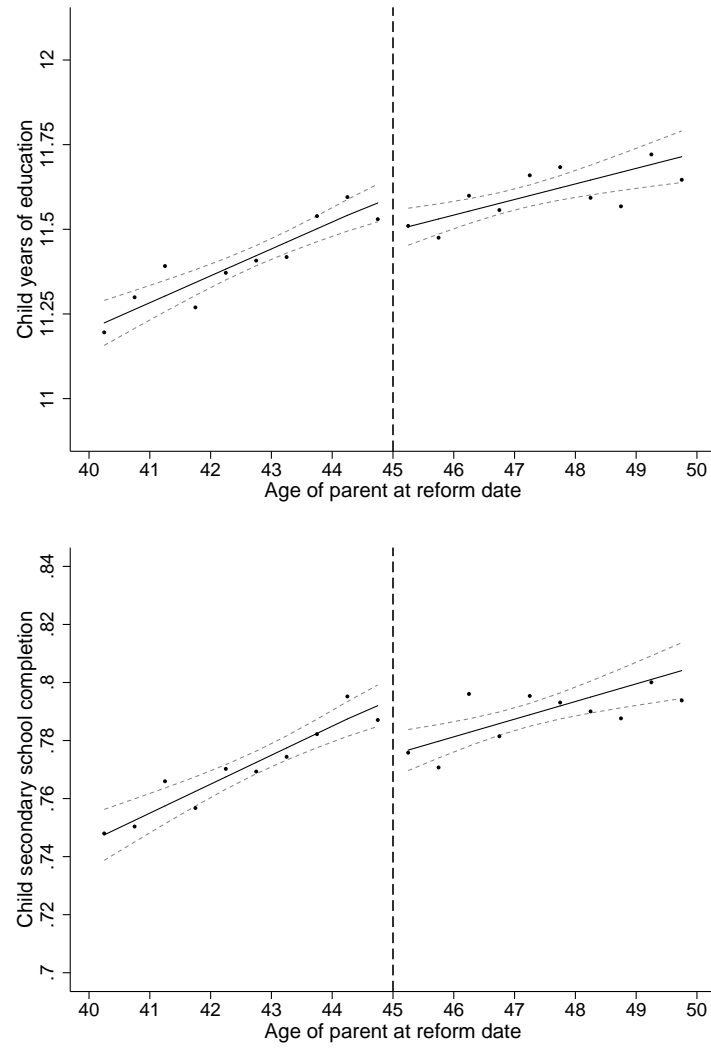 Child years of education
12
11.75
11.5
11.25
11
40 41 42 43 44 45 46 47 48 49 50
Age of parent at reform date
Child secondary school completion
.84
.82
.8
.78
.76
.74
.72
.7
40 41 42 43 44 45 46 47 48 49 50
Age of parent at reform date